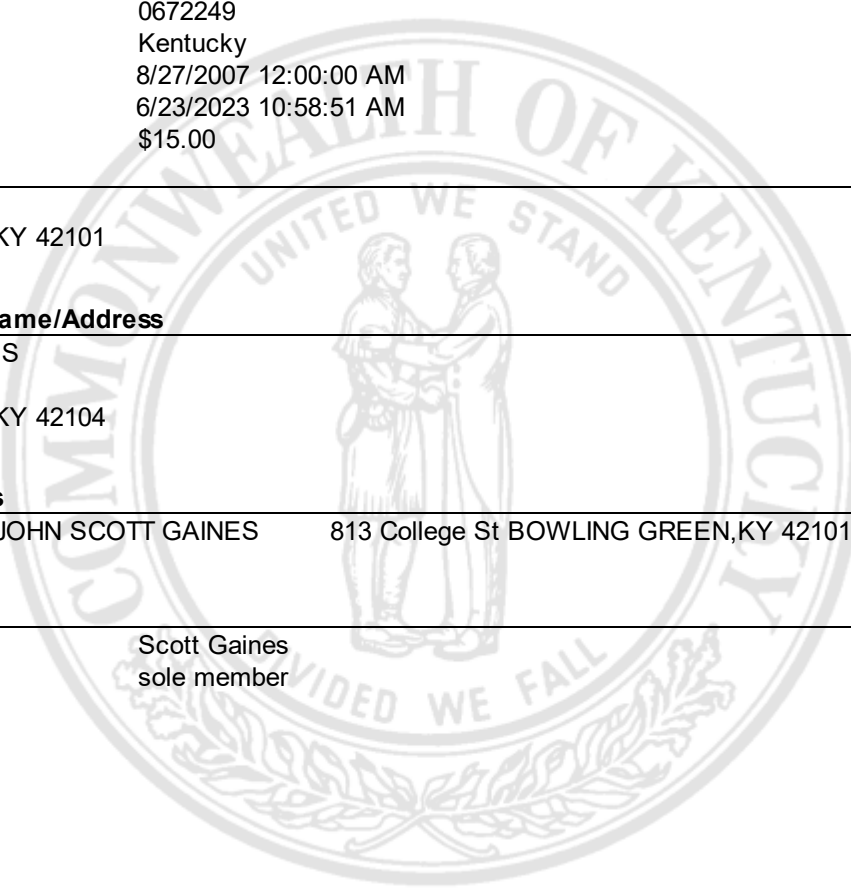 0672249
Kentucky
8/27/2007 12:00:00 AM
6/23/2023 10:58:51 AM
$15.00
KY 42101
ame/Address
S
KY 42104
s
JOHN SCOTT GAINES 813 College St BOWLING GREEN,KY 42101
Scott Gaines
sole member
COMMONWEALTH OF KENTUCKY
UNITED WE STAND
DIVIDED WE FALL